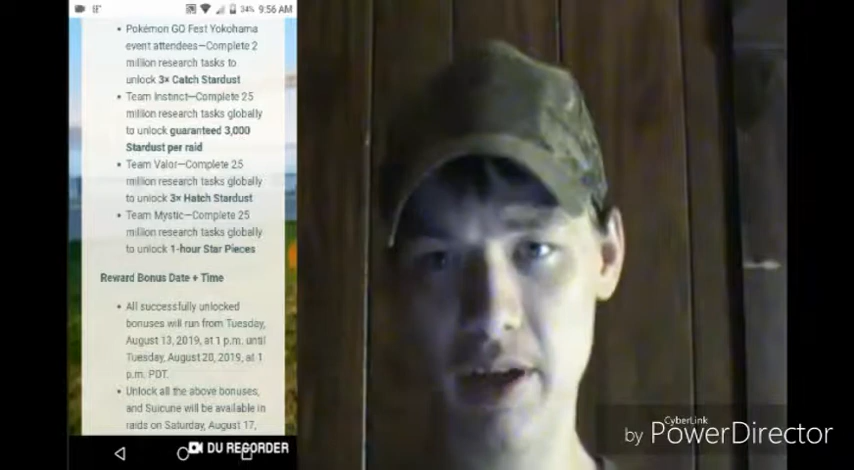 34% 9:56 AM
• Pokémon GO Fest Yokohama
event attendees—Complete 2
million research tasks to
unlock 3× Catch Stardust
• Team Instinct—Complete 25
million research tasks globally
to unlock guaranteed 3,000
Stardust per raid
• Team Valor—Complete 25
million research tasks globally
to unlock 3× Hatch Stardust
• Team Mystic—Complete 25
million research tasks globally
to unlock 1-hour Star Pieces
Reward Bonus Date + Time
• All successfully unlocked
bonuses will run from Tuesday,
August 13, 2019, at 1 p.m. until
Tuesday, August 20, 2019, at 1
p.m. PDT.
• Unlock all the above bonuses,
and Suicune will be available in
raids on Saturday, August 17,
DU RECORDER
CyberLink
by PowerDirector